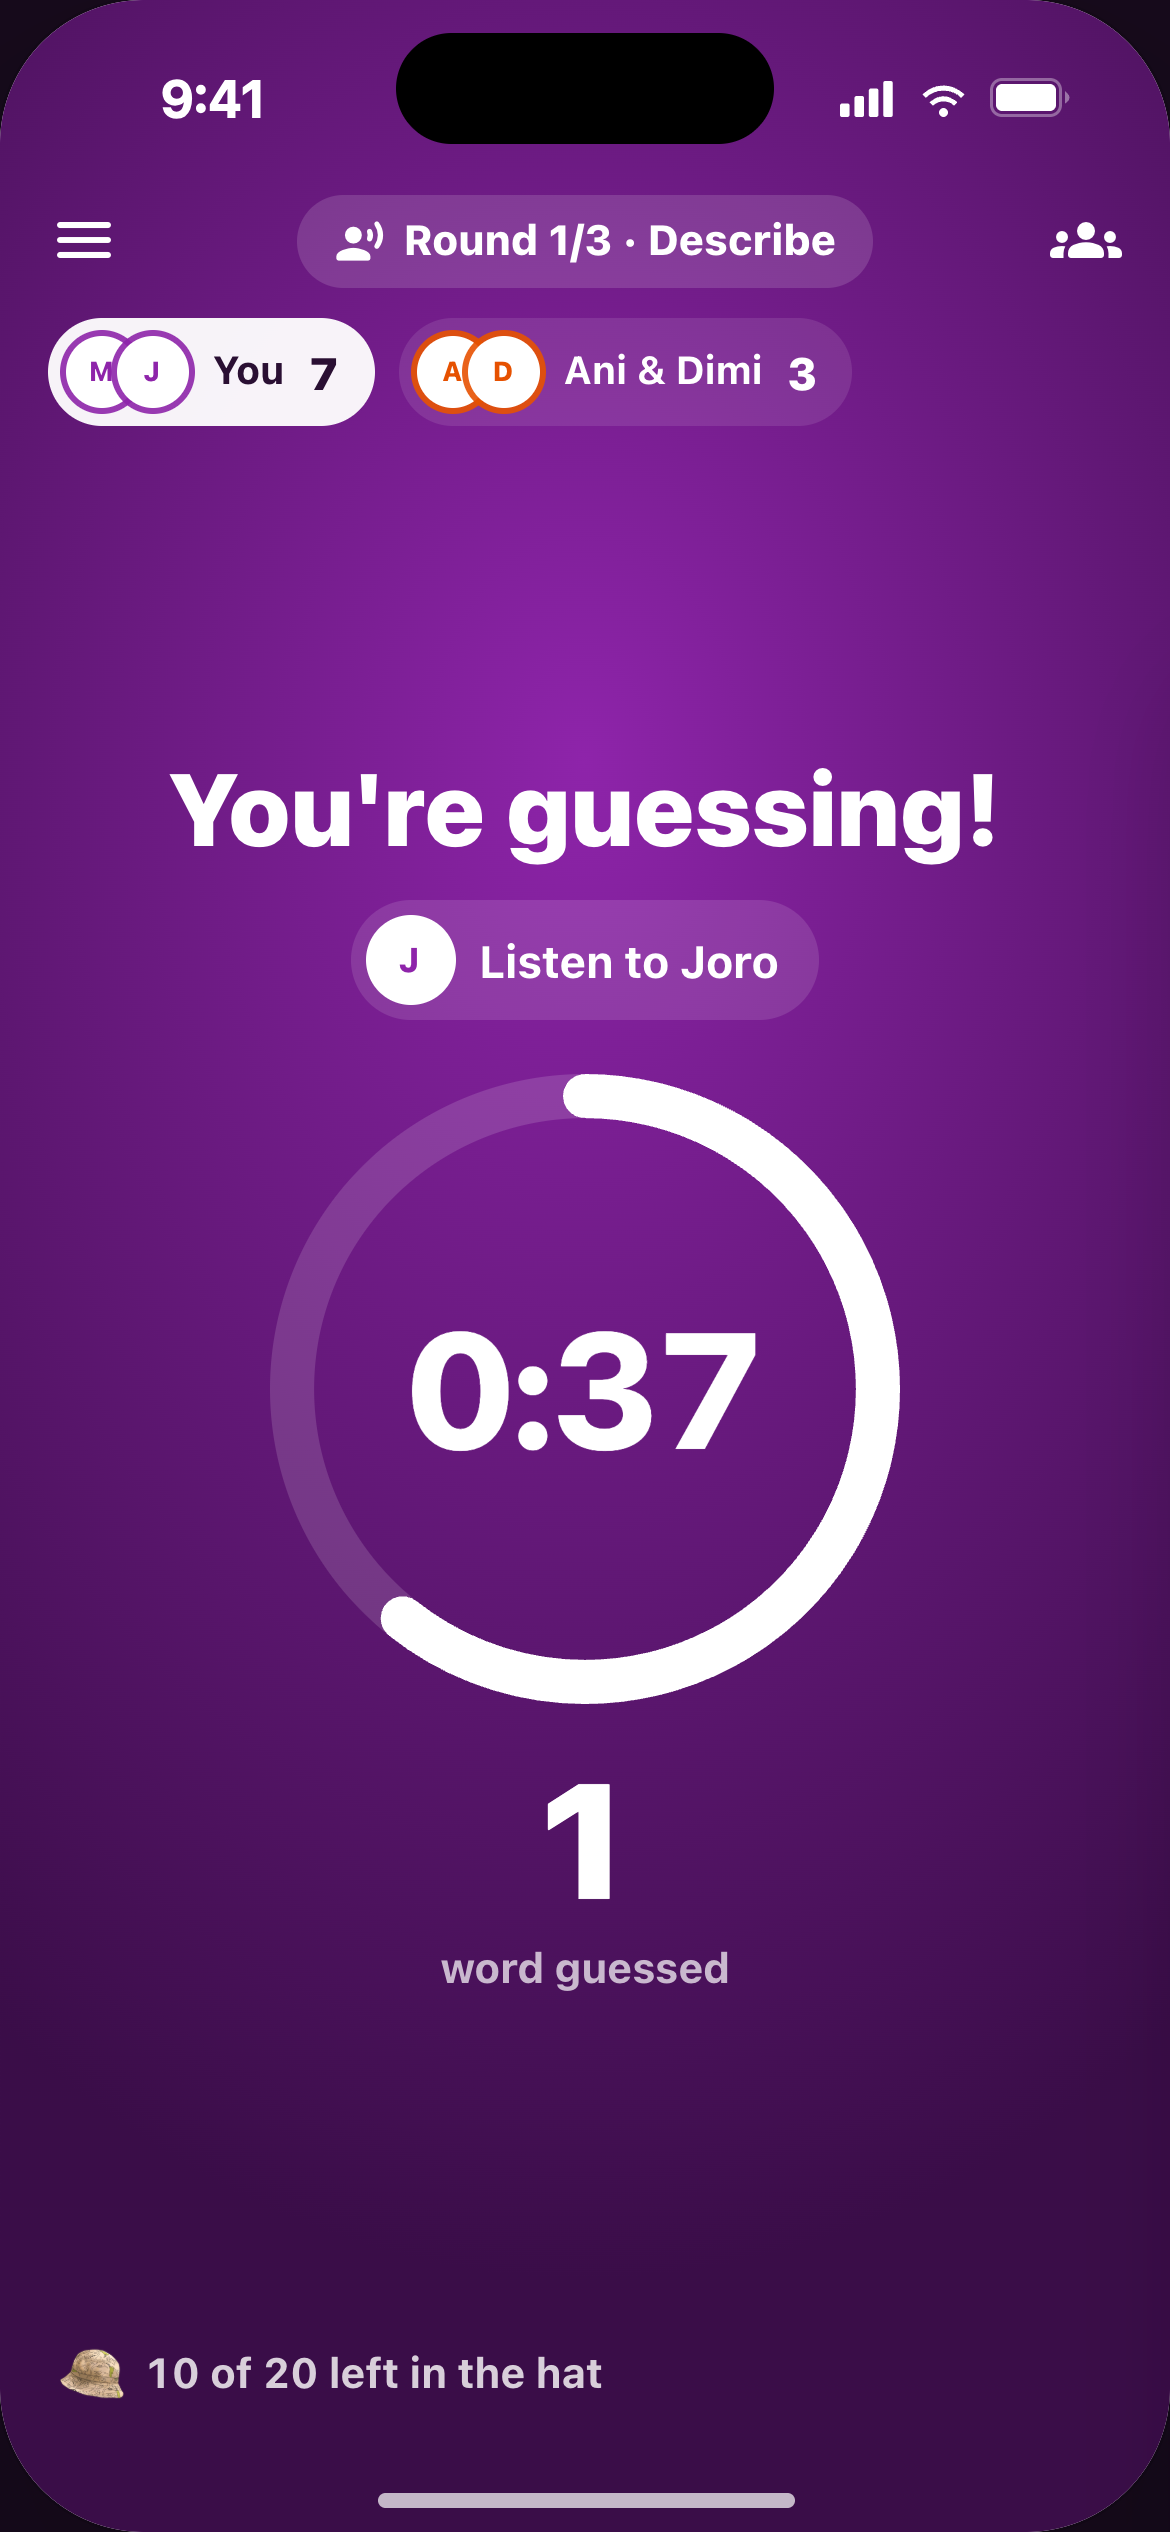 9:41
Round 1/3 · Describe
M J You 7
A D Ani & Dimi 3
You're guessing!
J Listen to Joro
0:37
1
word guessed
10 of 20 left in the hat